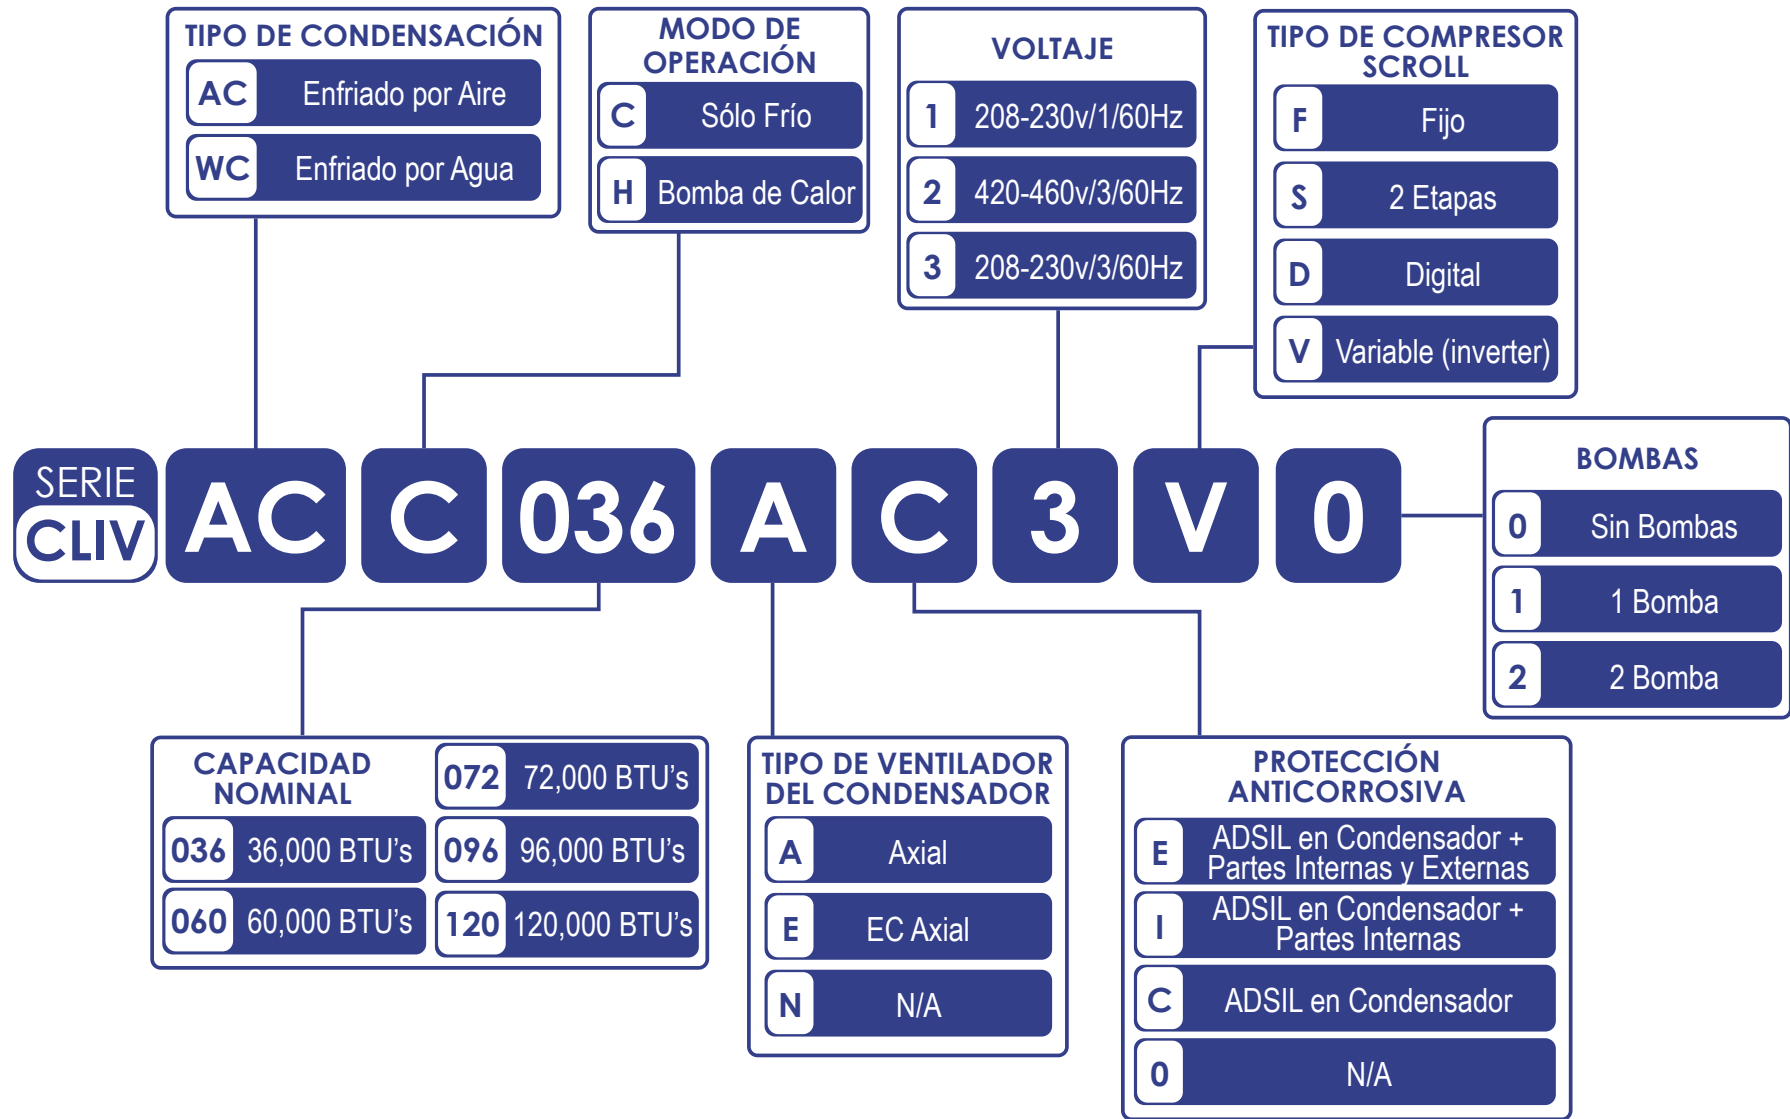 TIPO DE CONDENSACIÓN
AC Enfriado por Aire
WC Enfriado por Agua
MODO DE
OPERACIÓN
C Sólo Frío
H Bomba de Calor
VOLTAJE
1 208-230v/1/60Hz
2 420-460v/3/60Hz
3 208-230v/3/60Hz
TIPO DE COMPRESOR
SCROLL
F Fijo
S 2 Etapas
D Digital
V Variable (inverter)
SERIE
CLIV AC C 036 A C 3 V 0
BOMBAS
0 Sin Bombas
1 1 Bomba
2 2 Bomba
CAPACIDAD
NOMINAL
036 36,000 BTU's
060 60,000 BTU's
072 72,000 BTU's
096 96,000 BTU's
120 120,000 BTU's
TIPO DE VENTILADOR
DEL CONDENSADOR
A Axial
E EC Axial
N N/A
PROTECCIÓN
ANTICORROSIVA
E ADSIL en Condensador +
Partes Internas y Externas
I ADSIL en Condensador +
Partes Internas
C ADSIL en Condensador
0 N/A